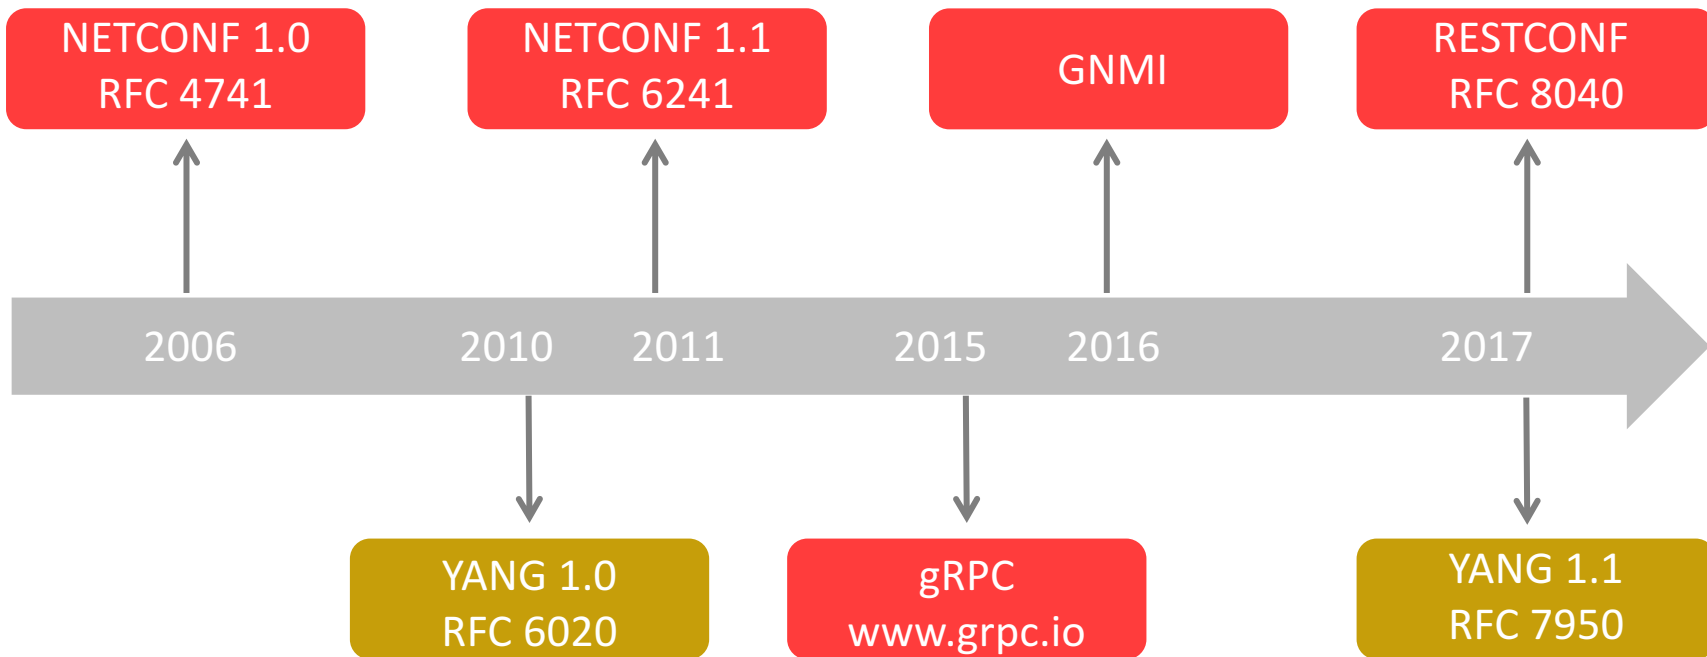 NETCONF 1.0
RFC 4741
NETCONF 1.1
RFC 6241
GNMI
RESTCONF
RFC 8040
2006
2010
2011
2015
2016
2017
YANG 1.0
RFC 6020
gRPC
www.grpc.io
YANG 1.1
RFC 7950